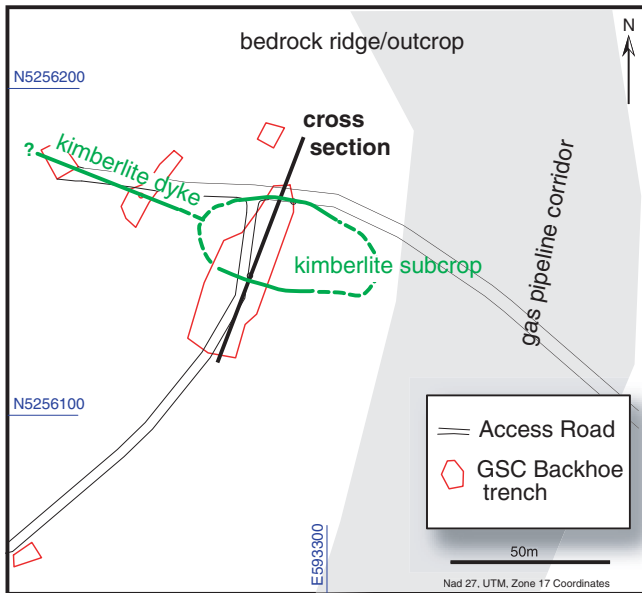 bedrock ridge/outcrop
N
N5256200
cross
section
?
kimberlite dyke
gas pipeline corridor
kimberlite subcrop
N5256100
Access Road
GSC Backhoe
trench
E593300
50m
Nad 27, UTM, Zone 17 Coordinates